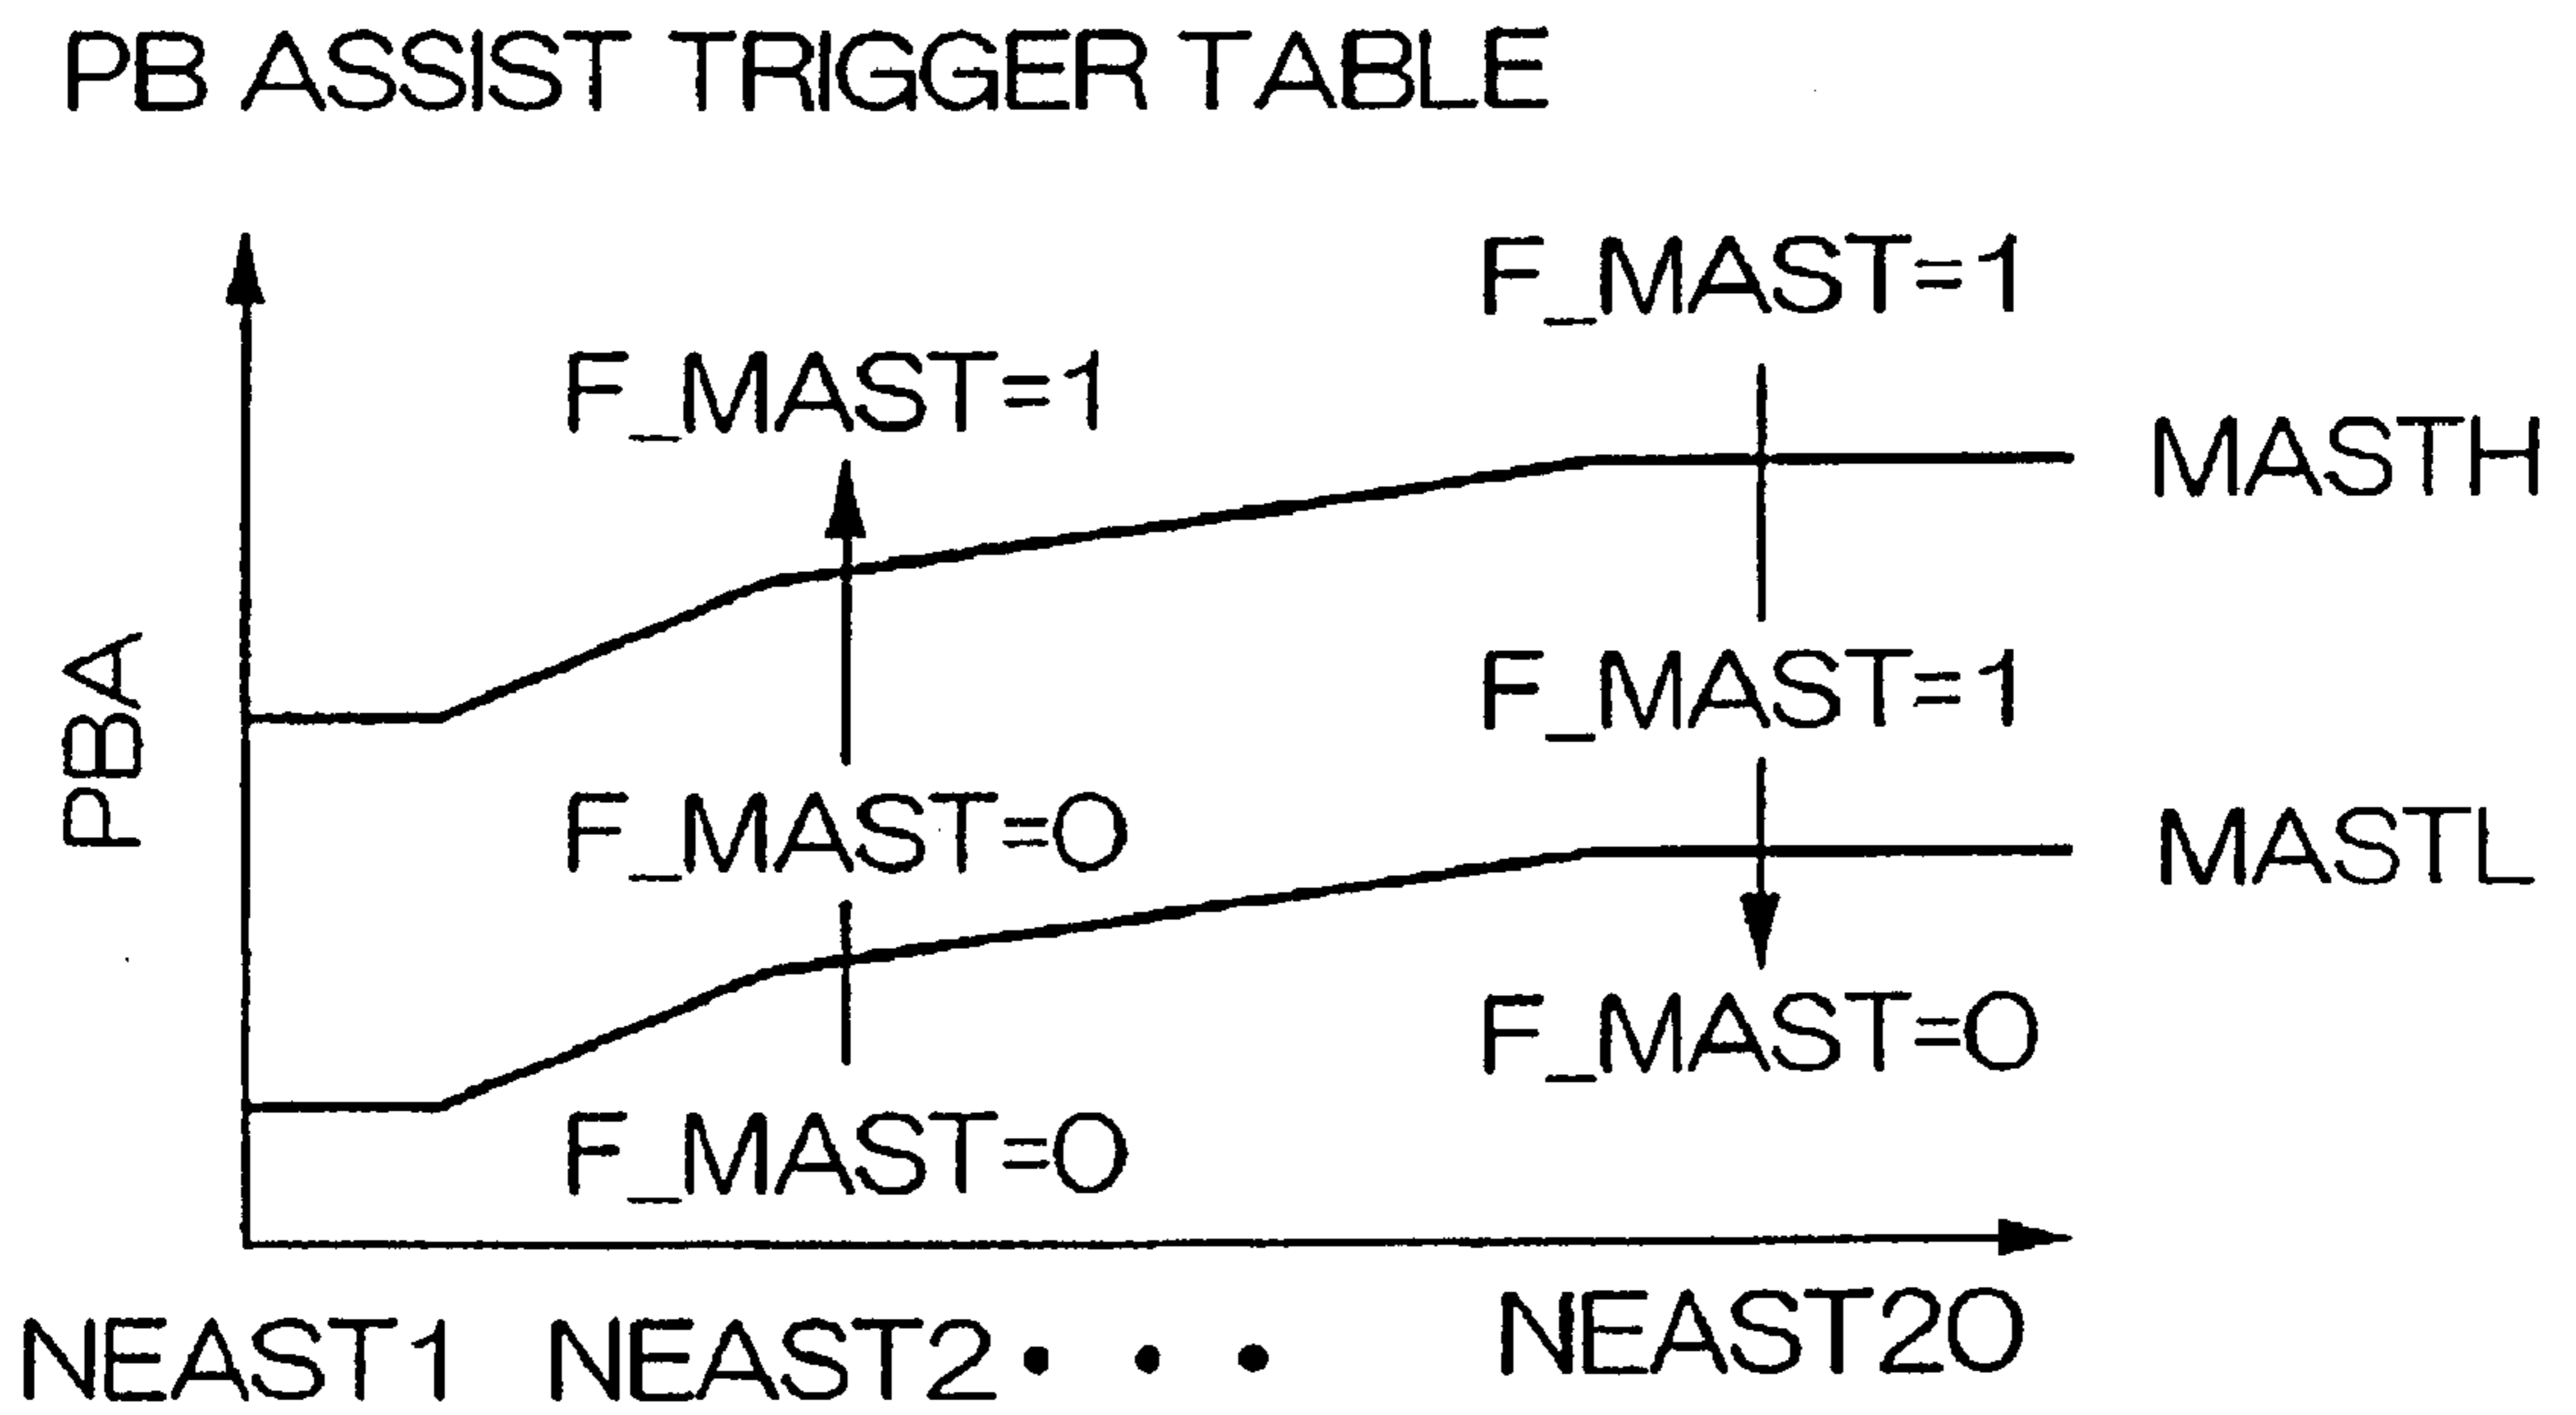 PB ASSIST TRIGGER TABLE
F_MAST=1
F_MAST=1
MASTH
F_MAST=1
PBA
F_MAST=0
MASTL
F_MAST=0
F_MAST=0
NEAST1 NEAST2 • • • NEAST20